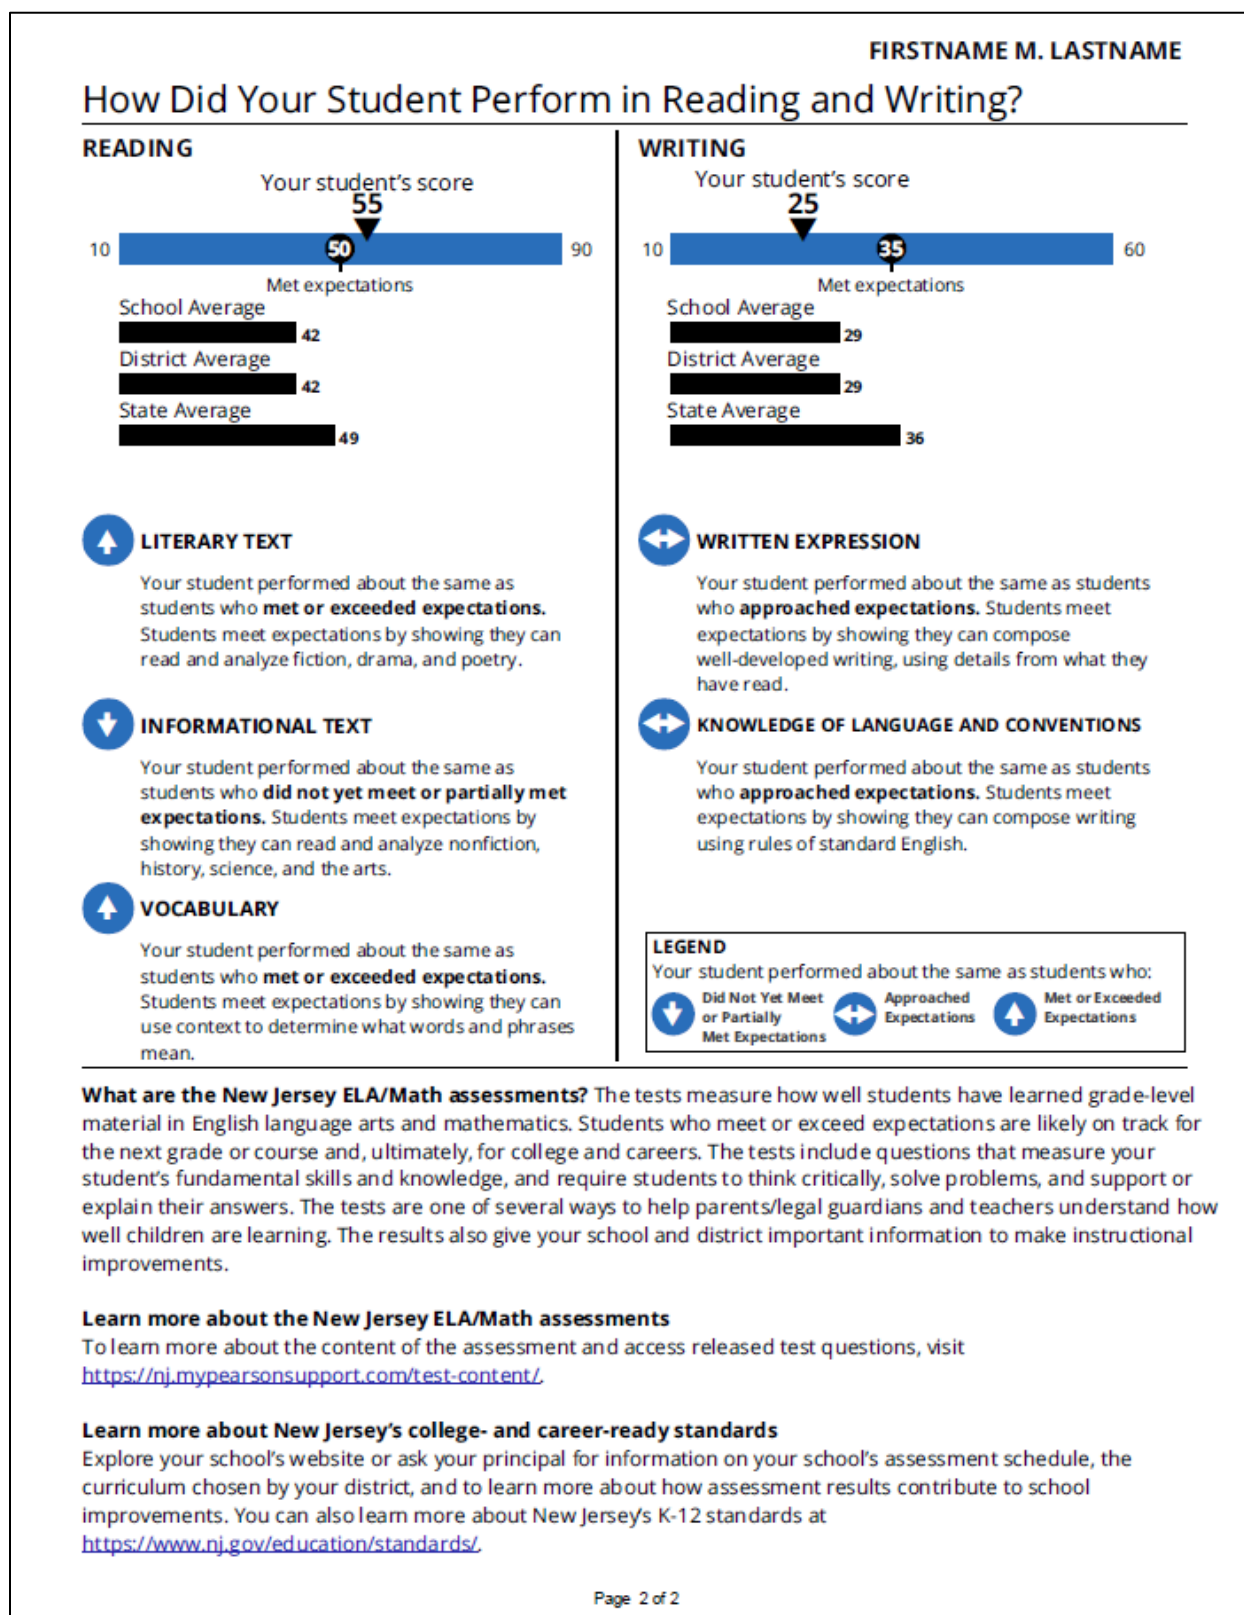 FIRSTNAME M. LASTNAME
How Did Your Student Perform in Reading and Writing?
READING
Your student's score
55
10
50
90
Met expectations
School Average
42
District Average
42
State Average
49
LITERARY TEXT
Your student performed about the same as
students who met or exceeded expectations.
Students meet expectations by showing they can
read and analyze fiction, drama, and poetry.
INFORMATIONAL TEXT
Your student performed about the same as
students who did not yet meet or partially met
expectations. Students meet expectations by
showing they can read and analyze nonfiction,
history, science, and the arts.
VOCABULARY
Your student performed about the same as
students who met or exceeded expectations.
Students meet expectations by showing they can
use context to determine what words and phrases
mean.
WRITING
Your student's score
25
10
35
60
Met expectations
School Average
29
District Average
29
State Average
36
WRITTEN EXPRESSION
Your student performed about the same as students
who approached expectations. Students meet
expectations by showing they can compose
well-developed writing, using details from what they
have read.
KNOWLEDGE OF LANGUAGE AND CONVENTIONS
Your student performed about the same as students
who approached expectations. Students meet
expectations by showing they can compose writing
using rules of standard English.
LEGEND
Your student performed about the same as students who:
Did Not Yet Meet
or Partially
Met Expectations
Approached
Expectations
Met or Exceeded
Expectations
What are the New Jersey ELA/Math assessments? The tests measure how well students have learned grade-level
material in English language arts and mathematics. Students who meet or exceed expectations are likely on track for
the next grade or course and, ultimately, for college and careers. The tests include questions that measure your
student's fundamental skills and knowledge, and require students to think critically, solve problems, and support or
explain their answers. The tests are one of several ways to help parents/legal guardians and teachers understand how
well children are learning. The results also give your school and district important information to make instructional
improvements.
Learn more about the New Jersey ELA/Math assessments
To learn more about the content of the assessment and access released test questions, visit
https://nj.mypearsonsupport.com/test-content/.
Learn more about New Jersey's college- and career-ready standards
Explore your school's website or ask your principal for information on your school's assessment schedule, the
curriculum chosen by your district, and to learn more about how assessment results contribute to school
improvements. You can also learn more about New Jersey's K-12 standards at
https://www.nj.gov/education/standards/.
Page 2 of 2